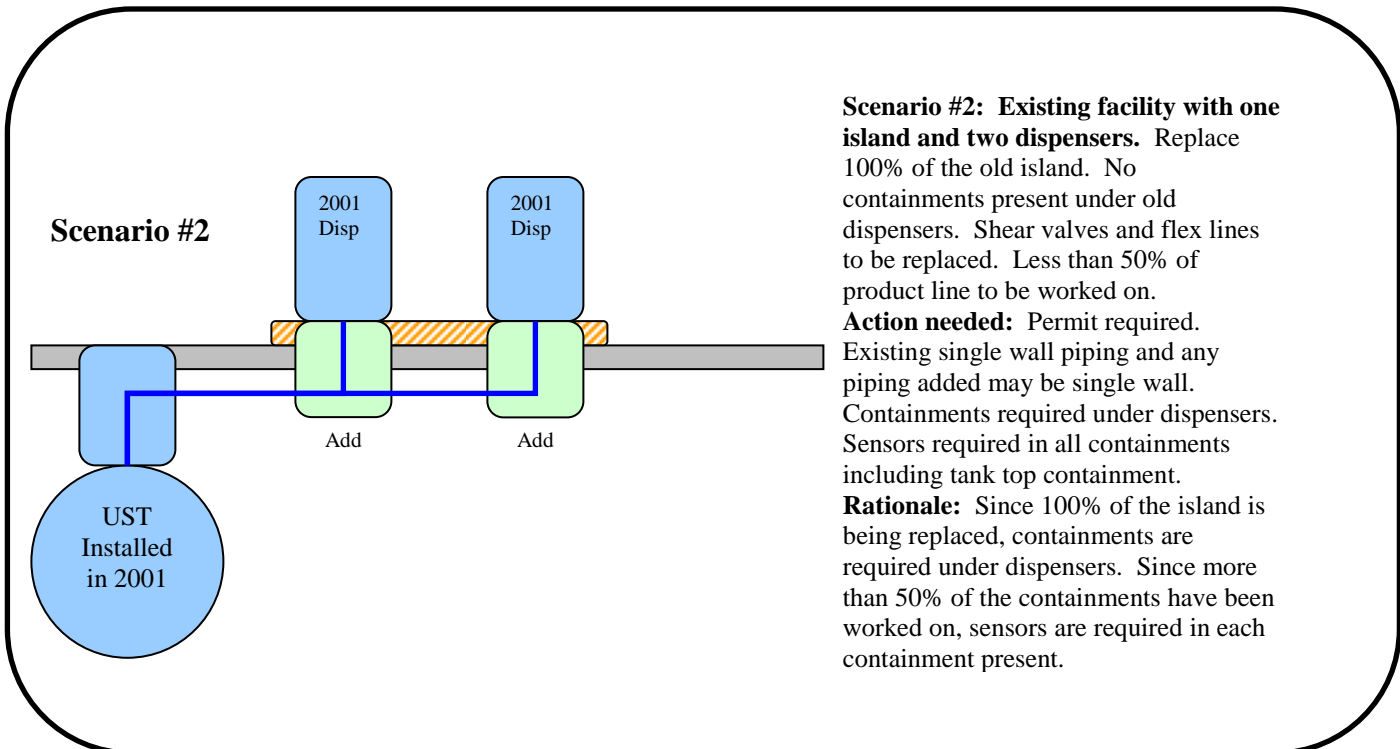 Scenario #2
2001
Disp
2001
Disp
Add
Add
UST
Installed
in 2001
Scenario #2: Existing facility with one
island and two dispensers. Replace
100% of the old island. No
containments present under old
dispensers. Shear valves and flex lines
to be replaced. Less than 50% of
product line to be worked on.
Action needed: Permit required.
Existing single wall piping and any
piping added may be single wall.
Containments required under dispensers.
Sensors required in all containments
including tank top containment.
Rationale: Since 100% of the island is
being replaced, containments are
required under dispensers. Since more
than 50% of the containments have been
worked on, sensors are required in each
containment present.